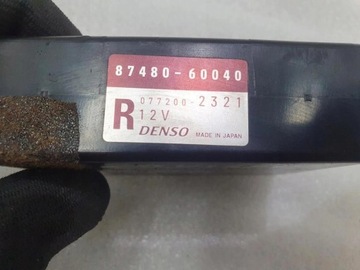 87480-60040
077200-2321
R 12V
DENSO MADE IN JAPAN